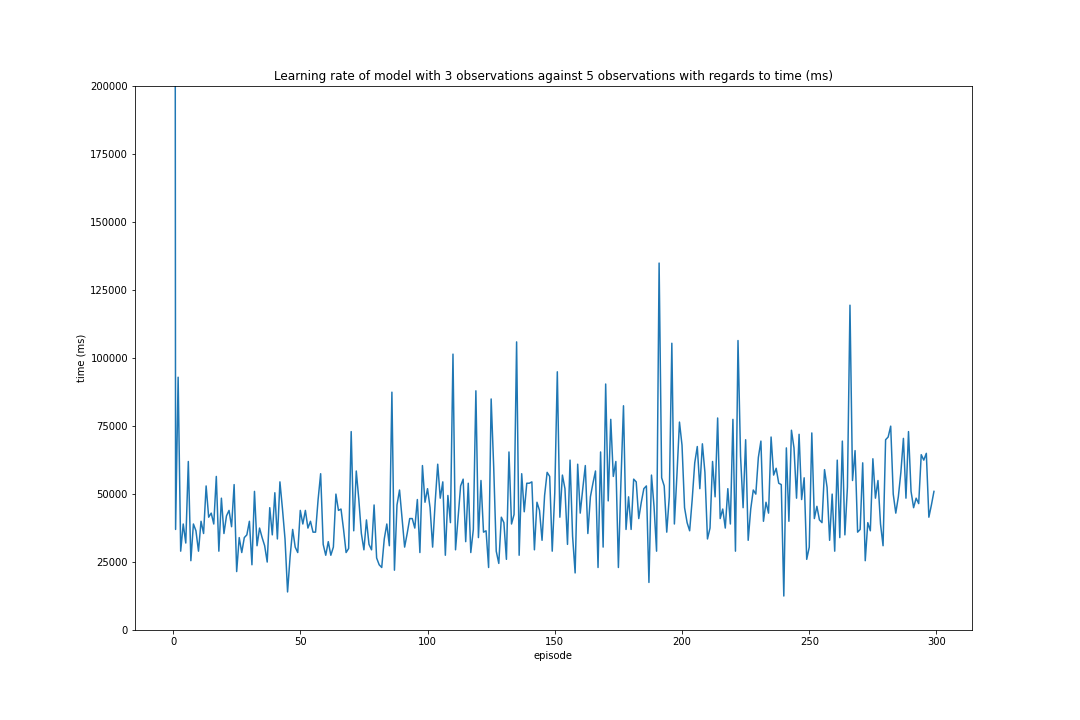 Learning rate of model with 3 observations against 5 observations with regards to time (ms)
200000
175000
150000
125000
100000
75000
50000
25000
0
time (ms)
0 50 100 150 200 250 300
episode